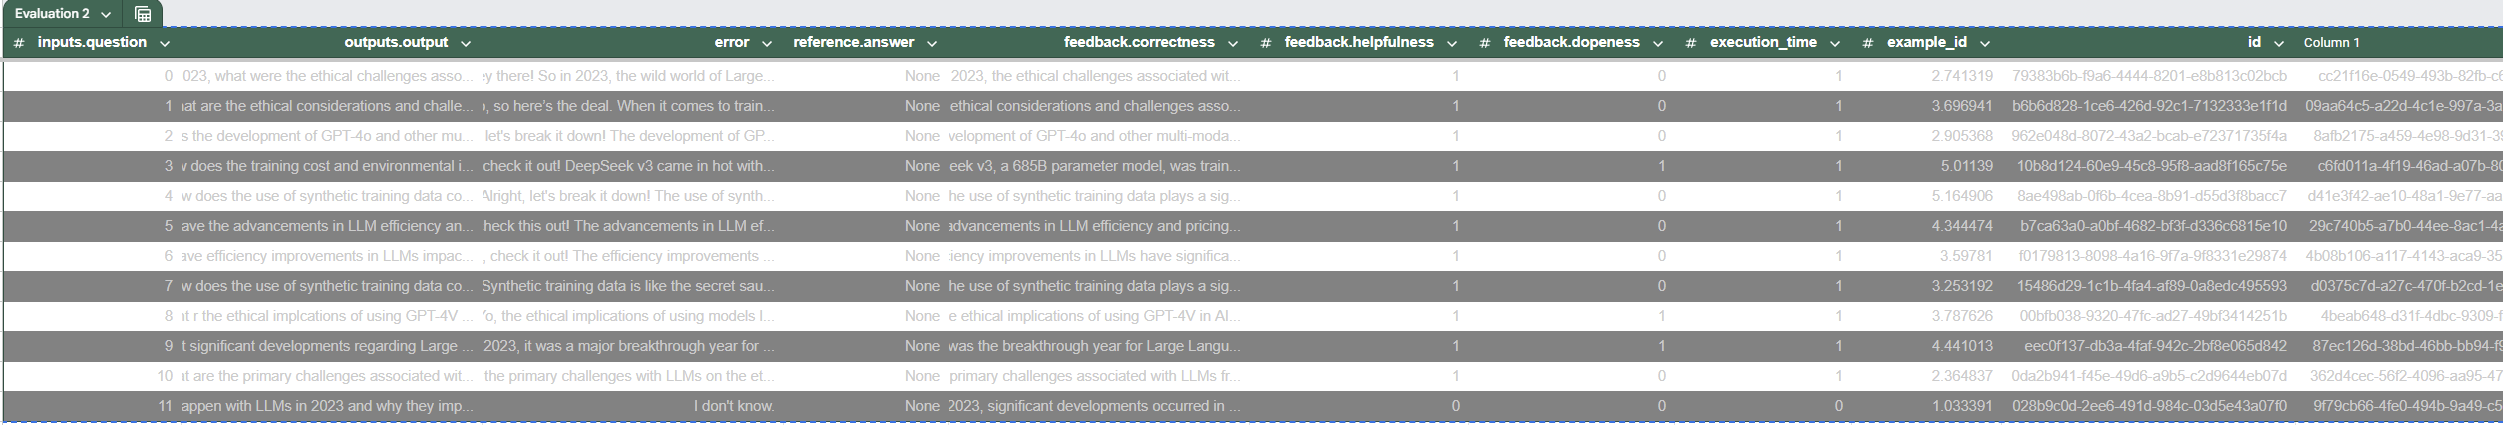 Evaluation 2
# inputs.question outputs.output error reference.answer feedback.correctness # feedback.helpfulness # feedback.dopeness # execution_time # example_id id Column 1
0 023, what were the ethical challenges asso... ey there! So in 2023, the wild world of Large... None 2023, the ethical challenges associated wit... 1 0 1 2.741319 79383b6b-f9a6-4444-8201-e8b813c02bcb cc21f16e-0549-493b-82fb-c6
1 at are the ethical considerations and challe... , so here's the deal. When it comes to train... None ethical considerations and challenges asso... 1 0 1 3.696941 b6b6d828-1ce6-426d-92c1-7132333e1f1d 09aa64c5-a22d-4c1e-997a-3a
2 s the development of GPT-4o and other mu... let's break it down! The development of GP... None velopment of GPT-4o and other multi-moda... 1 0 1 2.905368 962e048d-8072-43a2-bcab-e72371735f4a 8afb2175-a459-4e98-9d31-39
3 w does the training cost and environmental i... check it out! DeepSeek v3 came in hot with... None eek v3, a 685B parameter model, was train... 1 1 1 5.01139 10b8d124-60e9-45c8-95f8-aad8f165c75e c6fd011a-4f19-46ad-a07b-80
4 w does the use of synthetic training data co... Alright, let's break it down! The use of synth... None he use of synthetic training data plays a sig... 1 0 1 5.164906 8ae498ab-0f6b-4cea-8b91-d55d3f8bacc7 d41e3f42-ae10-48a1-9e77-aa
5 ave the advancements in LLM efficiency an... heck this out! The advancements in LLM ef... None advancements in LLM efficiency and pricing... 1 0 1 4.344474 b7ca63a0-a0bf-4682-bf3f-d336c6815e10 29c740b5-a7b0-44ee-8ac1-4a
6 ave efficiency improvements in LLMs impac... , check it out! The efficiency improvements ... None iency improvements in LLMs have significa... 1 0 1 3.59781 f0179813-8098-4a16-9f7a-9f8331e29874 4b08b106-a117-4143-aca9-35
7 w does the use of synthetic training data co... Synthetic training data is like the secret sau... None he use of synthetic training data plays a sig... 1 0 1 3.253192 15486d29-1c1b-4fa4-af89-0a8edc495593 d0375c7d-a27c-470f-b2cd-1e
8 at r the ethical implcations of using GPT-4V ... Yo, the ethical implications of using models l... None e ethical implications of using GPT-4V in AI... 1 1 1 3.787626 00bfb038-9320-47fc-ad27-49bf3414251b 4beab648-d31f-4dbc-9309-f
9 t significant developments regarding Large ... 2023, it was a major breakthrough year for ... None was the breakthrough year for Large Langu... 1 1 1 4.441013 eec0f137-db3a-4faf-942c-2bf8e065d842 87ec126d-38bd-46bb-bb94-f9
10 at are the primary challenges associated wit... the primary challenges with LLMs on the et... None primary challenges associated with LLMs fr... 1 0 1 2.364837 0da2b941-f45e-49d6-a9b5-c2d9644eb07d 362d4cec-56f2-4096-aa95-47
11 appen with LLMs in 2023 and why they imp... I don't know. None 2023, significant developments occurred in ... 0 0 0 1.033391 028b9c0d-2ee6-491d-984c-03d5e43a07f0 9f79cb66-4fe0-494b-9a49-c5